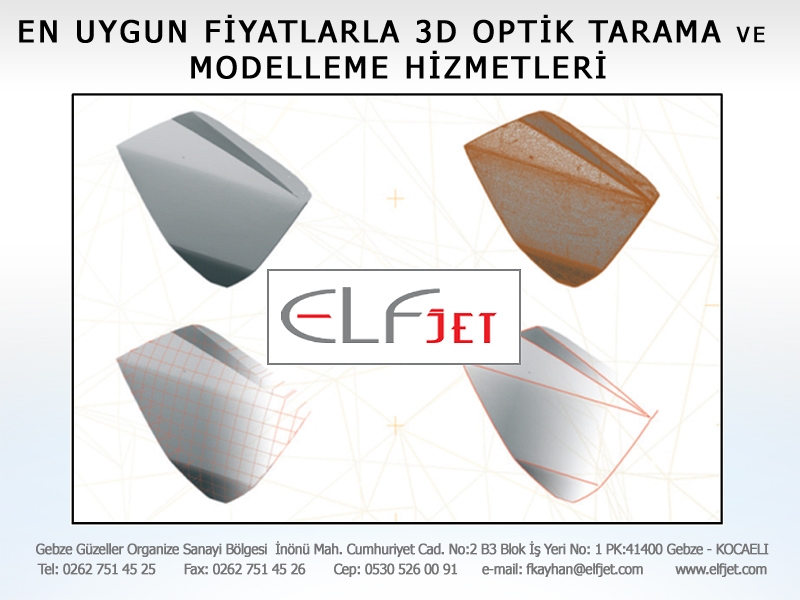 EN UYGUN FİYATLARLA 3D OPTİK TARAMA VE
MODELLEME HİZMETLERİ
ELFJET
Gebze Güzeller Organize Sanayi Bölgesi İnönü Mah. Cumhuriyet Cad. No:2 B3 Blok İş Yeri No: 1 PK:41400 Gebze - KOCAELI
Tel: 0262 751 45 25 Fax: 0262 751 45 26 Cep: 0530 526 00 91 e-mail: fkayhan@elfjet.com www.elfjet.com